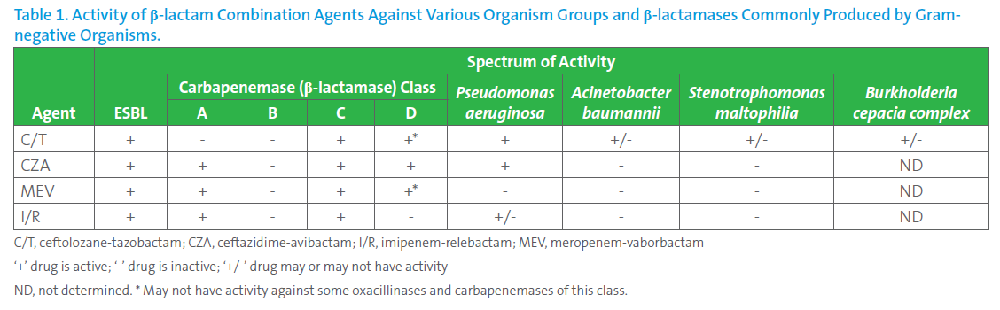 Table 1. Activity of β-lactam Combination Agents Against Various Organism Groups and β-lactamases Commonly Produced by Gram-
negative Organisms.
Spectrum of Activity
Carbapenemase (β-lactamase) Class Pseudomonas Acinetobacter Stenotrophomonas Burkholderia
Agent ESBL A B C D aeruginosa baumannii maltophilia cepacia complex
C/T + - - + +* + +/- +/- +/-
CZA + + - + + + - - ND
MEV + + - + +* - - - ND
I/R + + - + - +/- - - ND
C/T, ceftolozane-tazobactam; CZA, ceftazidime-avibactam; I/R, imipenem-relebactam; MEV, meropenem-vaborbactam
‘+’ drug is active; ‘-’ drug is inactive; ‘+/-’ drug may or may not have activity
ND, not determined. * May not have activity against some oxacillinases and carbapenemases of this class.